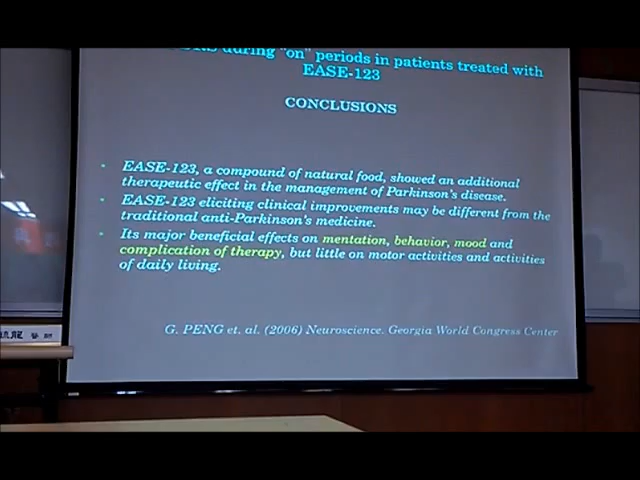 during "on" periods in patients treated with
EASE-123
CONCLUSIONS
• EASE-123, a compound of natural food, showed an additional
therapeutic effect in the management of Parkinson's disease.
• EASE-123 eliciting clinical improvements may be different from the
traditional anti-Parkinson's medicine.
• Its major beneficial effects on mentation, behavior, mood and
complication of therapy, but little on motor activities and activities
of daily living.
G. PENG et. al. (2006) Neuroscience. Georgia World Congress Center
龍